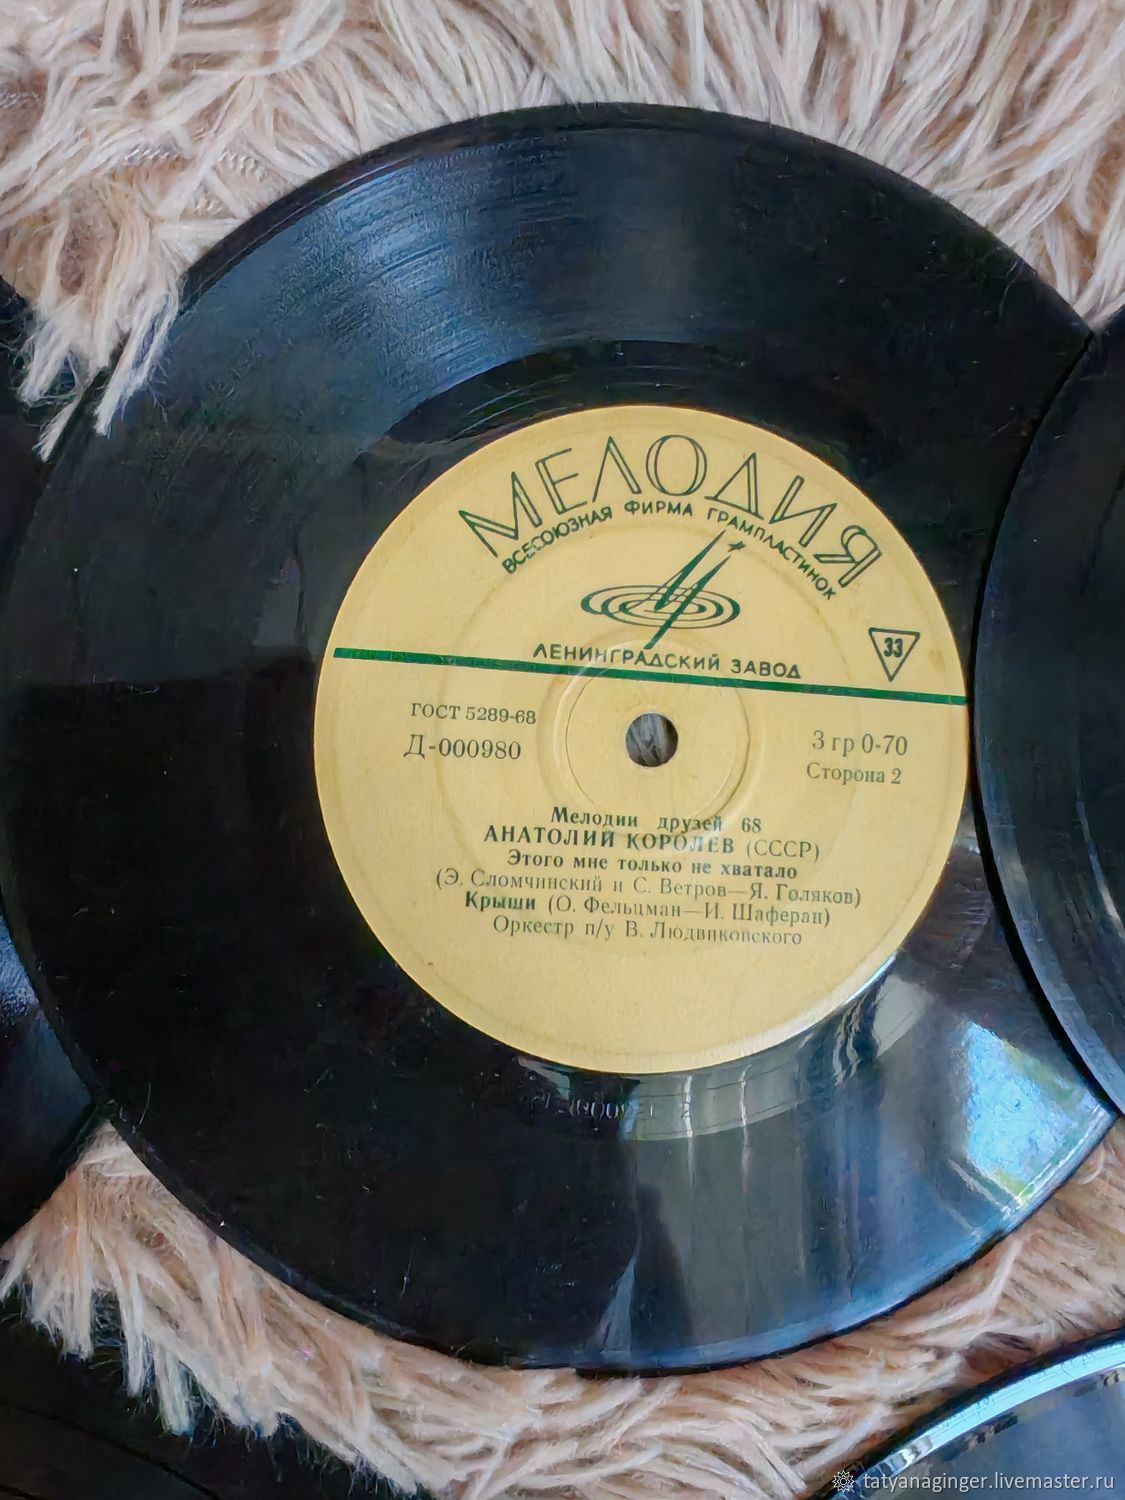 МЕЛОДИЯ
ВСЕСОЮЗНАЯ ФИРМА ГРАМПЛАСТИНОК
ЛЕНИНГРАДСКИЙ ЗАВОД
33
ГОСТ 5289-68
Д-000980
3 гр 0-70
Сторона 2
Мелодии друзей 68
АНАТОЛИЙ КОРОЛЕВ (СССР)
Этого мне только не хватало
(Э. Сломчинский и С. Ветров—Я. Голяков)
Крыши (О. Фельцман—И. Шаферан)
Оркестр п/у В. Людвиковского
tatyanaginger.livemaster.ru